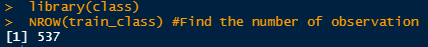 >  library(class)
>  NROW(train_class) #Find the number of observation
[1] 537